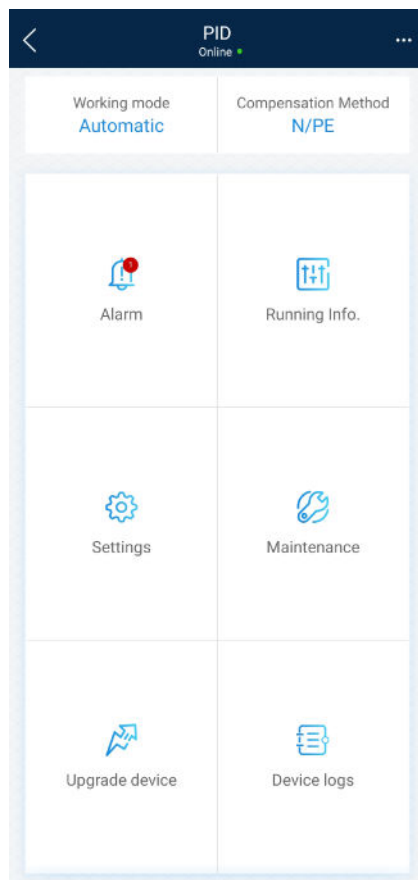 PID
Online
Working mode
Automatic
Compensation Method
N/PE
1
Alarm
Running Info.
Settings
Maintenance
Upgrade device
Device logs